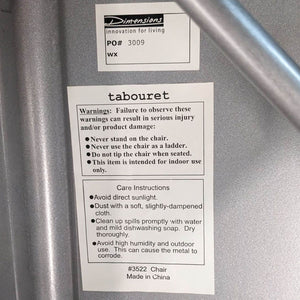 Dimensions
innovation for living
PO# 3009
wx
tabouret
Warnings: Failure to observe these
warnings can result in serious injury
and/or product damage:
● Never stand on the chair.
● Never use the chair as a ladder.
● Do not tip the chair when seated.
● This item is intended for indoor use
only.
Care Instructions
● Avoid direct sunlight.
● Dust with a soft, slightly-dampened
cloth.
● Clean up spills promptly with water
and mild dishwashing soap. Dry
thoroughly.
● Avoid high humidity and outdoor
use. This can cause the metal to
corrode.
#3522 Chair
Made in China